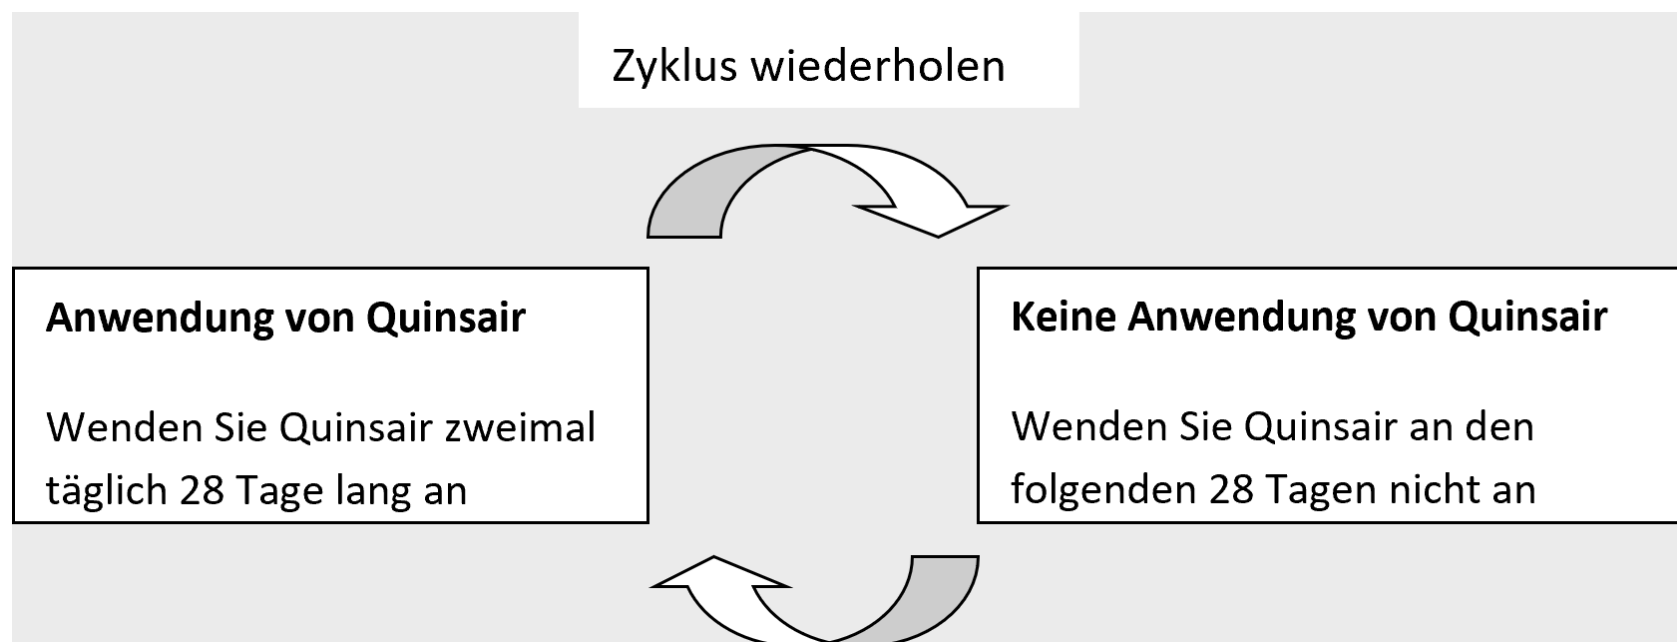 Zyklus wiederholen
Anwendung von Quinsair
Wenden Sie Quinsair zweimal
täglich 28 Tage lang an
Keine Anwendung von Quinsair
Wenden Sie Quinsair an den
folgenden 28 Tagen nicht an